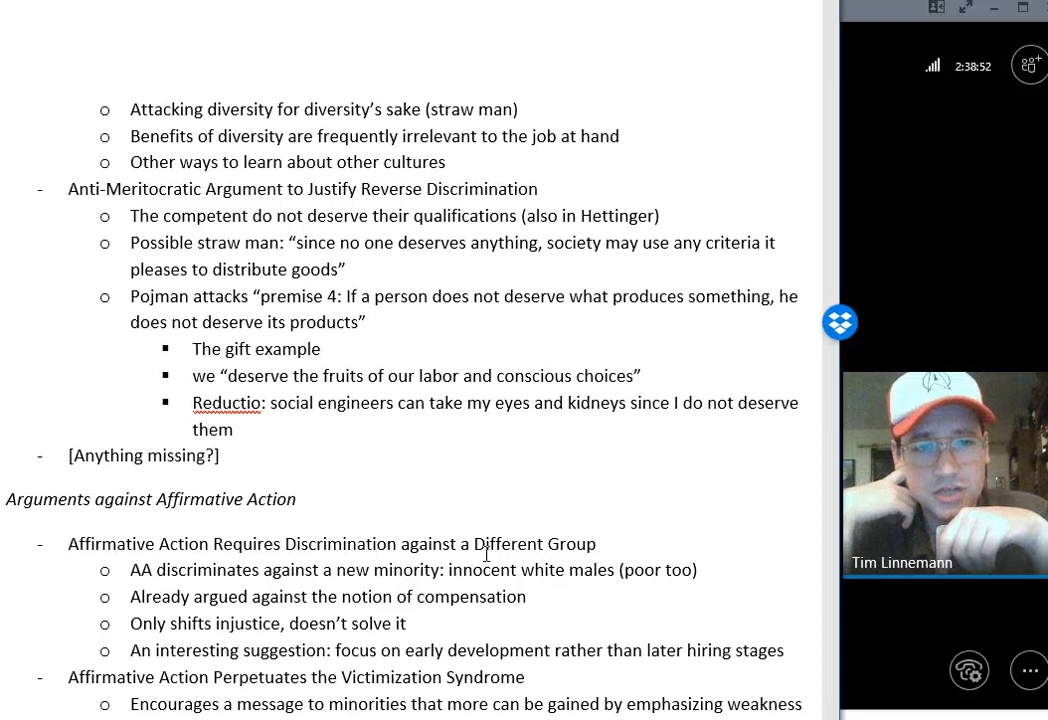 2:38:52
o Attacking diversity for diversity’s sake (straw man)
o Benefits of diversity are frequently irrelevant to the job at hand
o Other ways to learn about other cultures
- Anti-Meritocratic Argument to Justify Reverse Discrimination
o The competent do not deserve their qualifications (also in Hettinger)
o Possible straw man: “since no one deserves anything, society may use any criteria it
pleases to distribute goods”
o Pojman attacks “premise 4: If a person does not deserve what produces something, he
does not deserve its products”
▪ The gift example
▪ we “deserve the fruits of our labor and conscious choices”
▪ Reductio: social engineers can take my eyes and kidneys since I do not deserve
them
- [Anything missing?]
Arguments against Affirmative Action
- Affirmative Action Requires Discrimination against a Different Group
o AA discriminates against a new minority: innocent white males (poor too)
o Already argued against the notion of compensation
o Only shifts injustice, doesn’t solve it
o An interesting suggestion: focus on early development rather than later hiring stages
- Affirmative Action Perpetuates the Victimization Syndrome
o Encourages a message to minorities that more can be gained by emphasizing weakness
Tim Linnemann